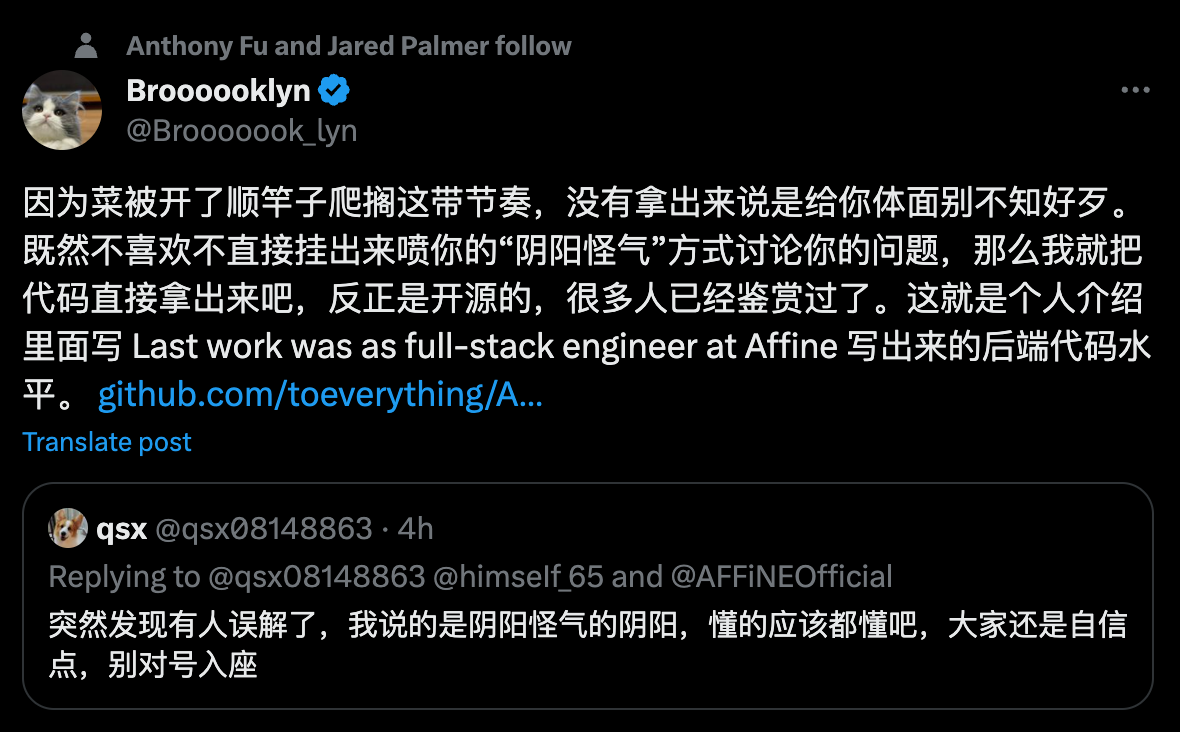 Anthony Fu and Jared Palmer follow
Broooooklyn
@Brooooook_lyn
因为菜被开了顺竿子爬搁这带节奏，没有拿出来说是给你体面别不知好歹。
既然不喜欢不直接挂出来喷你的“阴阳怪气”方式讨论你的问题，那么我就把
代码直接拿出来吧，反正是开源的，很多人已经鉴赏过了。这就是个人介绍
里面写 Last work was as full-stack engineer at Affine 写出来的后端代码水
平。 github.com/toeverything/A…
Translate post
qsx @qsx08148863 · 4h
Replying to @qsx08148863 @himself_65 and @AFFiNEOfficial
突然发现有人误解了，我说的是阴阳怪气的阴阳，懂的应该都懂吧，大家还是自信
点，别对号入座